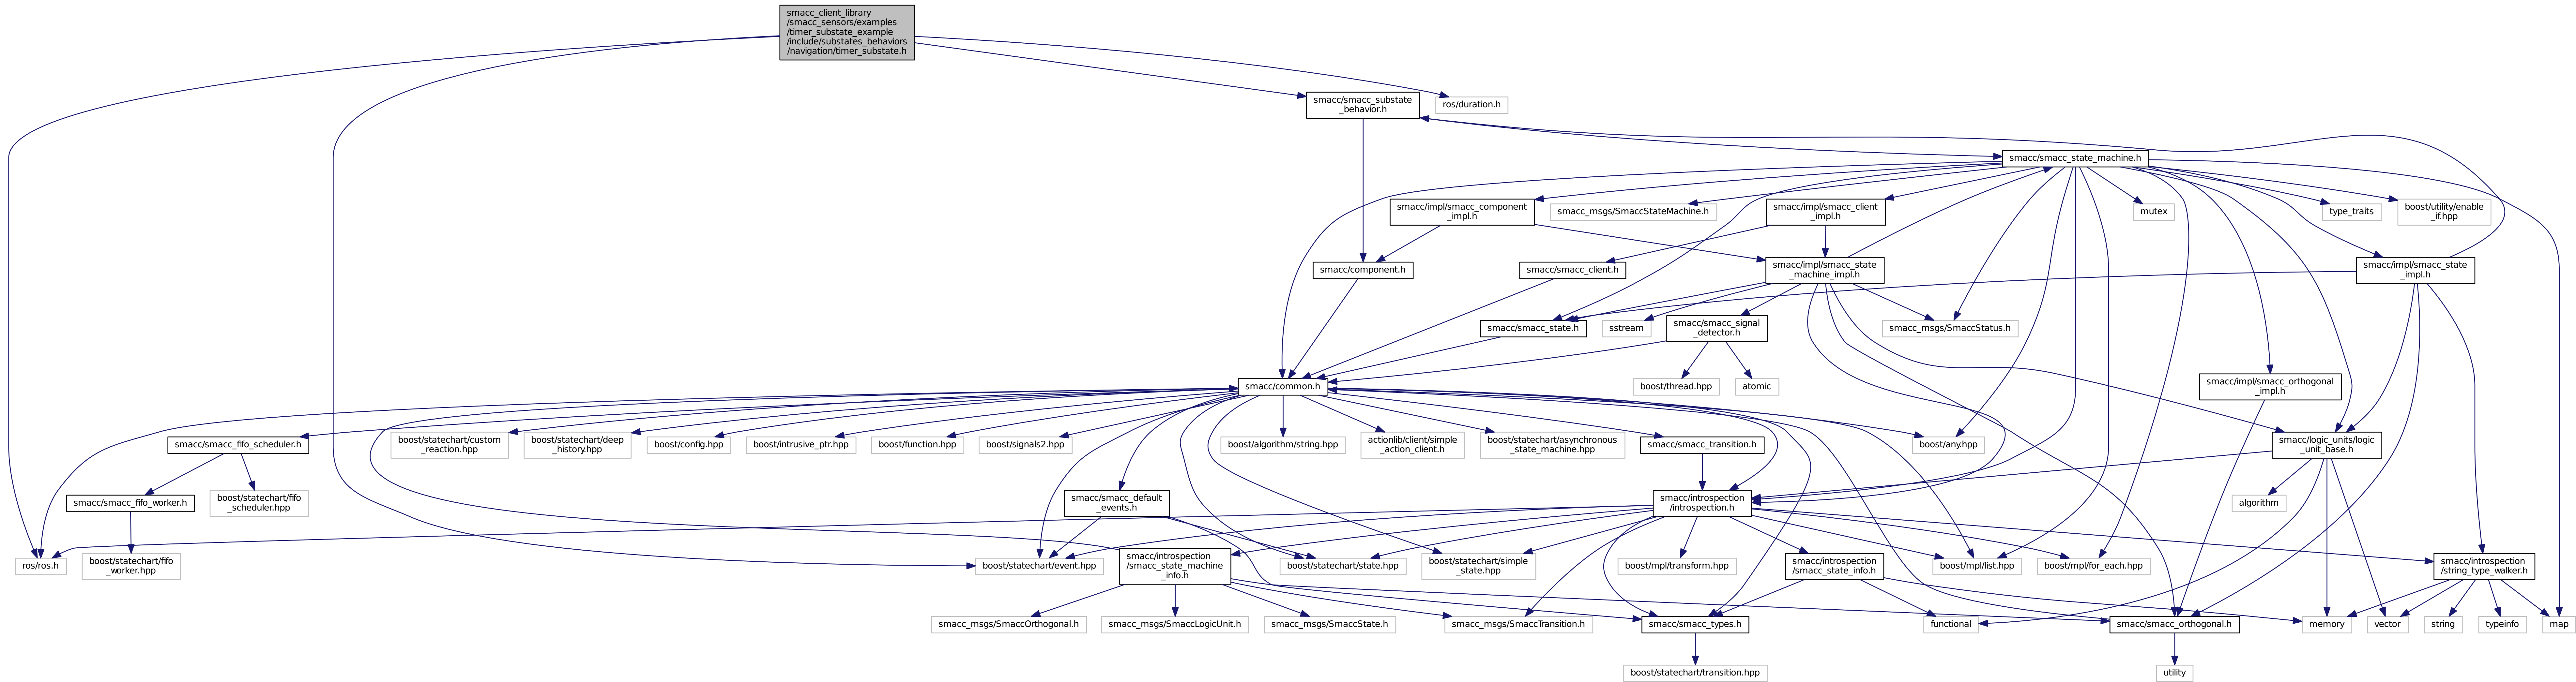 smacc_client_library
/smacc_sensors/examples
/timer_substate_example
/include/substates_behaviors
/navigation/timer_substate.h
smacc/smacc_substate
_behavior.h
ros/duration.h
smacc/smacc_state_machine.h
smacc/impl/smacc_component
_impl.h
smacc_msgs/SmaccStateMachine.h
smacc/impl/smacc_client
_impl.h
mutex
type_traits
boost/utility/enable
_if.hpp
smacc/component.h
smacc/smacc_client.h
smacc/impl/smacc_state
_machine_impl.h
smacc/impl/smacc_state
_impl.h
smacc/smacc_state.h
sstream
smacc/smacc_signal
_detector.h
smacc_msgs/SmaccStatus.h
smacc/common.h
boost/thread.hpp
atomic
smacc/impl/smacc_orthogonal
_impl.h
smacc/smacc_fifo_scheduler.h
boost/statechart/custom
_reaction.hpp
boost/statechart/deep
_history.hpp
boost/config.hpp
boost/intrusive_ptr.hpp
boost/function.hpp
boost/signals2.hpp
boost/algorithm/string.hpp
actionlib/client/simple
_action_client.h
boost/statechart/asynchronous
_state_machine.hpp
smacc/smacc_transition.h
boost/any.hpp
smacc/logic_units/logic
_unit_base.h
smacc/smacc_fifo_worker.h
boost/statechart/fifo
_scheduler.hpp
smacc/smacc_default
_events.h
smacc/introspection
/introspection.h
algorithm
ros/ros.h
boost/statechart/fifo
_worker.hpp
boost/statechart/event.hpp
smacc/introspection
/smacc_state_machine
_info.h
boost/statechart/state.hpp
boost/statechart/simple
_state.hpp
boost/mpl/transform.hpp
smacc/introspection
/smacc_state_info.h
boost/mpl/list.hpp
boost/mpl/for_each.hpp
smacc/introspection
/string_type_walker.h
smacc_msgs/SmaccOrthogonal.h
smacc_msgs/SmaccLogicUnit.h
smacc_msgs/SmaccState.h
smacc_msgs/SmaccTransition.h
smacc/smacc_types.h
functional
smacc/smacc_orthogonal.h
memory
vector
string
typeinfo
map
boost/statechart/transition.hpp
utility